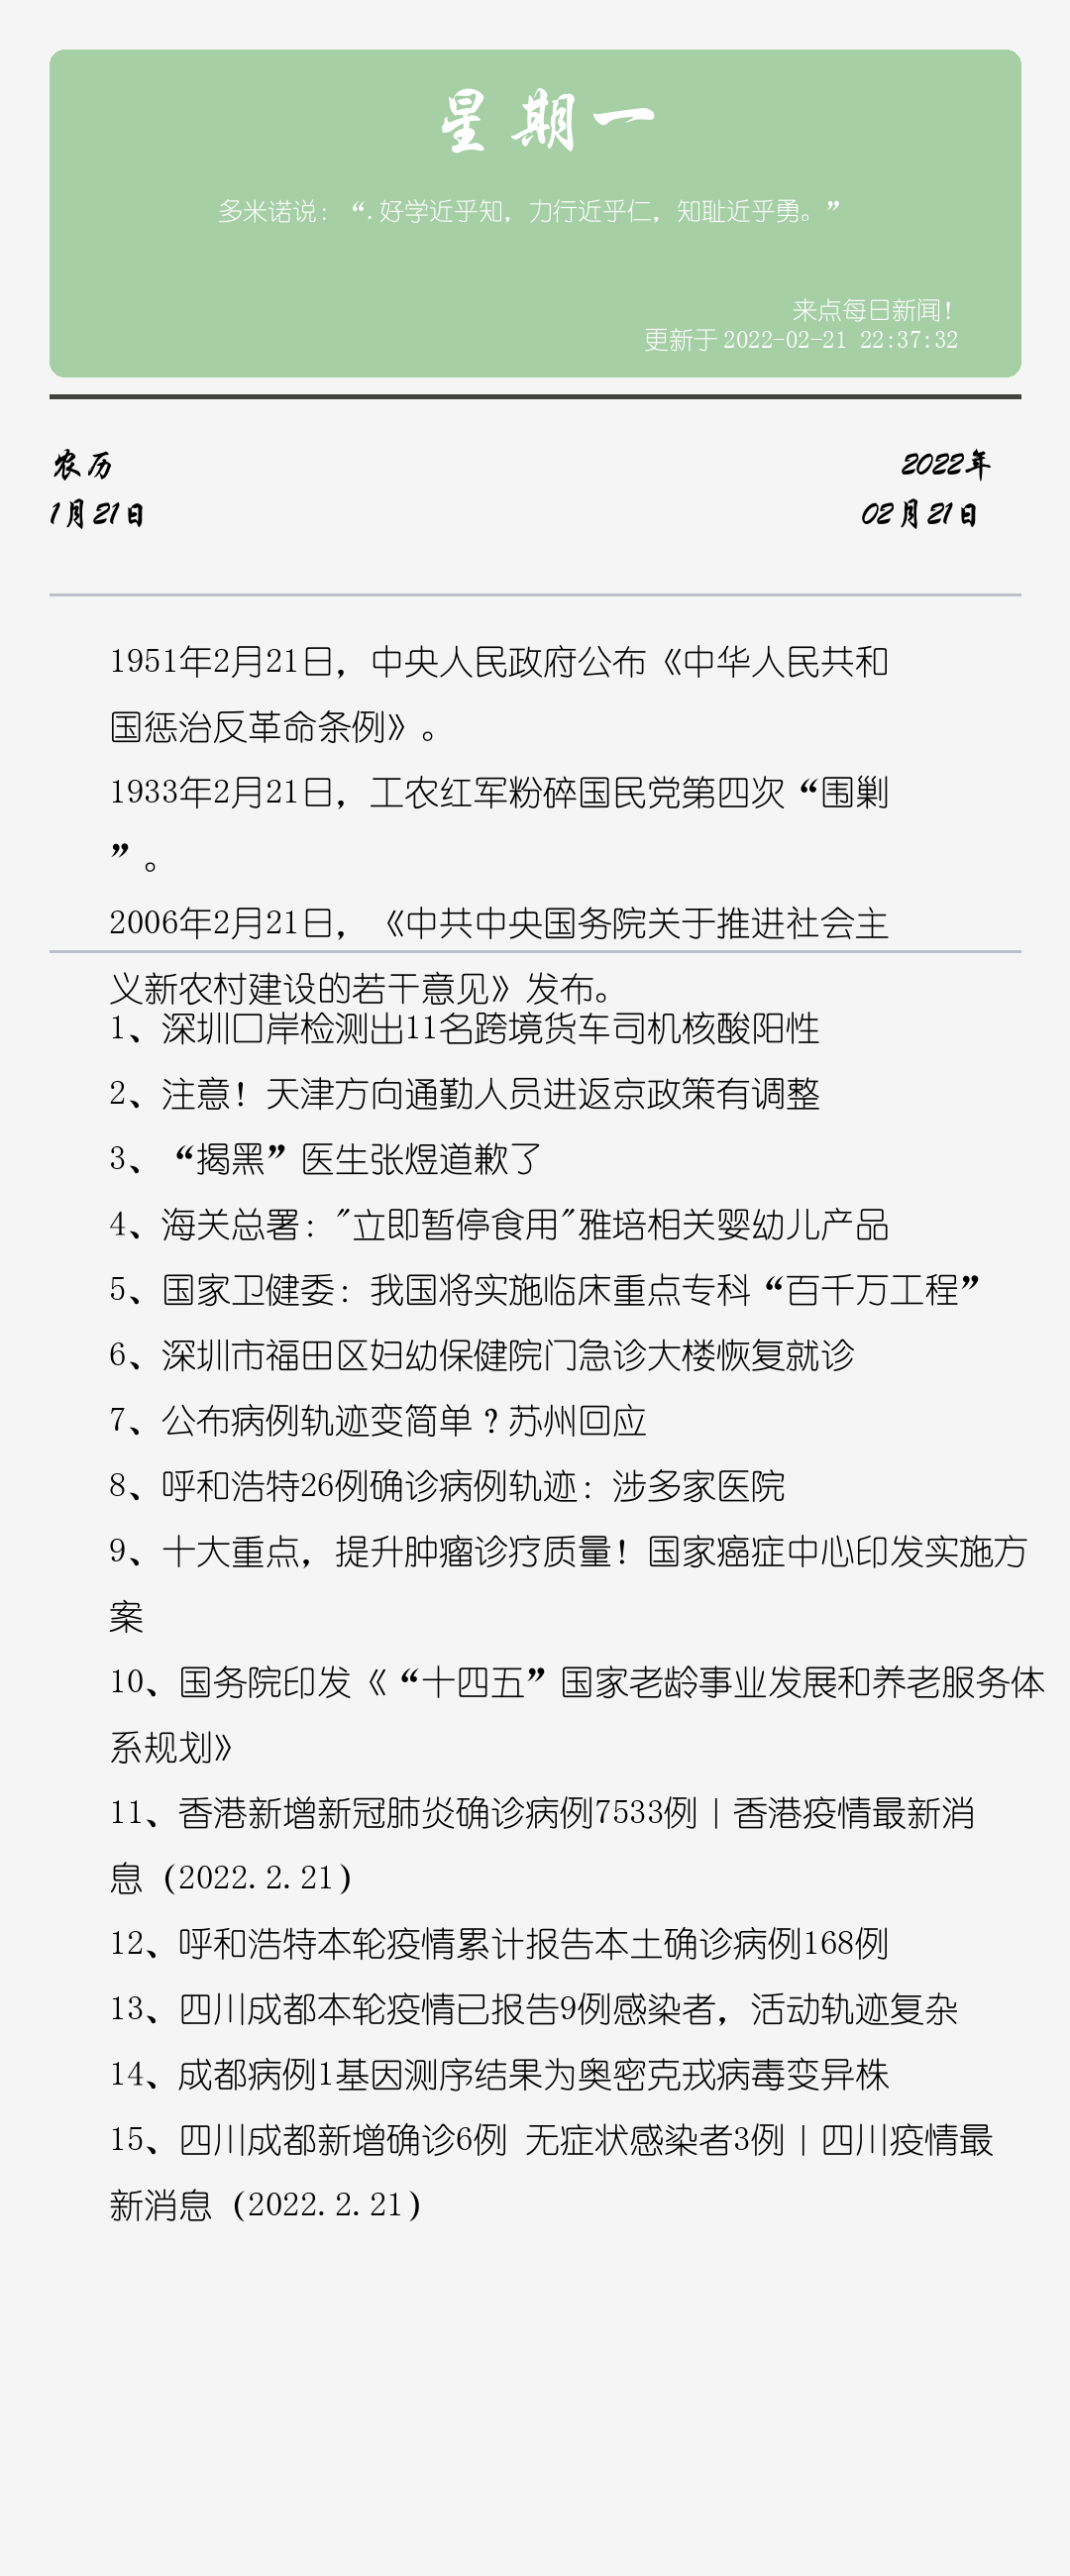 星期一
多米诺说：“.好学近乎知，力行近乎仁，知耻近乎勇。”
来点每日新闻！
更新于 2022-02-21 22:37:32
农历
2022年
1月21日
02月21日
1951年2月21日，中央人民政府公布《中华人民共和
国惩治反革命条例》。
1933年2月21日，工农红军粉碎国民党第四次“围剿
”。
2006年2月21日，《中共中央国务院关于推进社会主
义新农村建设的若干意见》发布。
1、深圳口岸检测出11名跨境货车司机核酸阳性
2、注意！天津方向通勤人员进返京政策有调整
3、“揭黑”医生张煜道歉了
4、海关总署："立即暂停食用"雅培相关婴幼儿产品
5、国家卫健委：我国将实施临床重点专科“百千万工程”
6、深圳市福田区妇幼保健院门急诊大楼恢复就诊
7、公布病例轨迹变简单？苏州回应
8、呼和浩特26例确诊病例轨迹：涉多家医院
9、十大重点，提升肿瘤诊疗质量！国家癌症中心印发实施方
案
10、国务院印发《“十四五”国家老龄事业发展和养老服务体
系规划》
11、香港新增新冠肺炎确诊病例7533例｜香港疫情最新消
息（2022.2.21）
12、呼和浩特本轮疫情累计报告本土确诊病例168例
13、四川成都本轮疫情已报告9例感染者，活动轨迹复杂
14、成都病例1基因测序结果为奥密克戎病毒变异株
15、四川成都新增确诊6例 无症状感染者3例｜四川疫情最
新消息（2022.2.21）